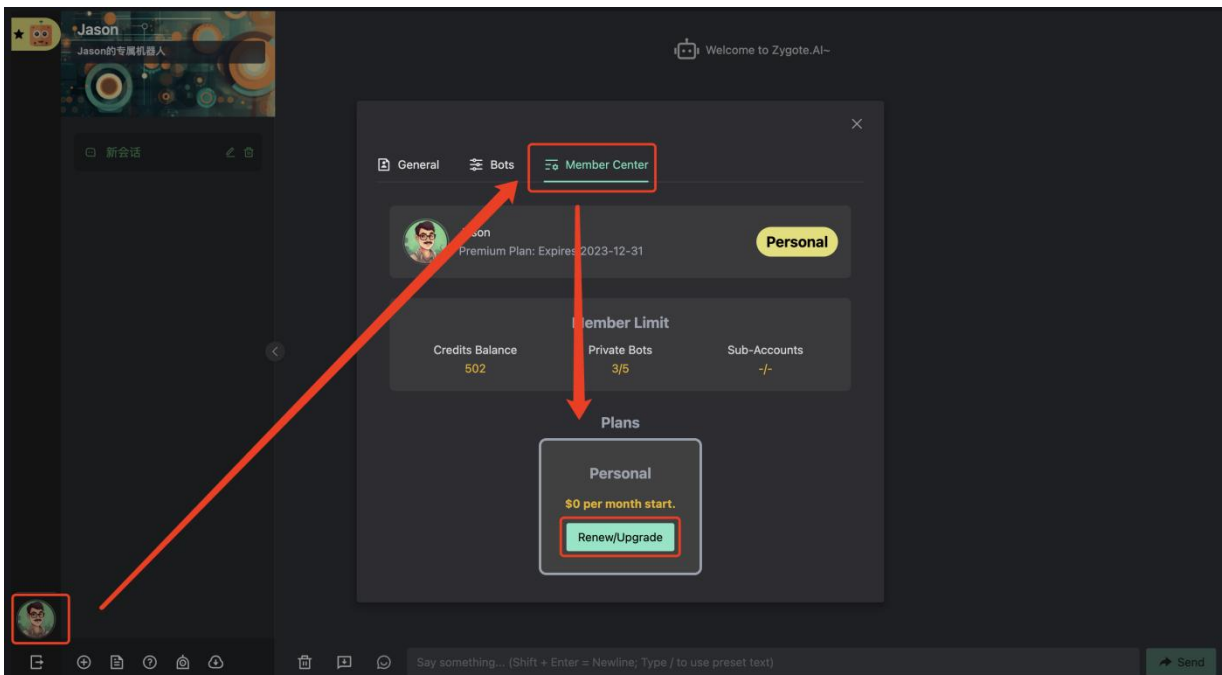 Jason
Jason的专属机器人
Welcome to Zygote.AI~
新会话
General
Bots
Member Center
Premium Plan: Expires 2023-12-31
Personal
Member Limit
Credits Balance
Private Bots
Sub-Accounts
502
3/5
-/-
Plans
Personal
$0 per month start.
Renew/Upgrade
Say something... (Shift + Enter = Newline; Type / to use preset text)
Send